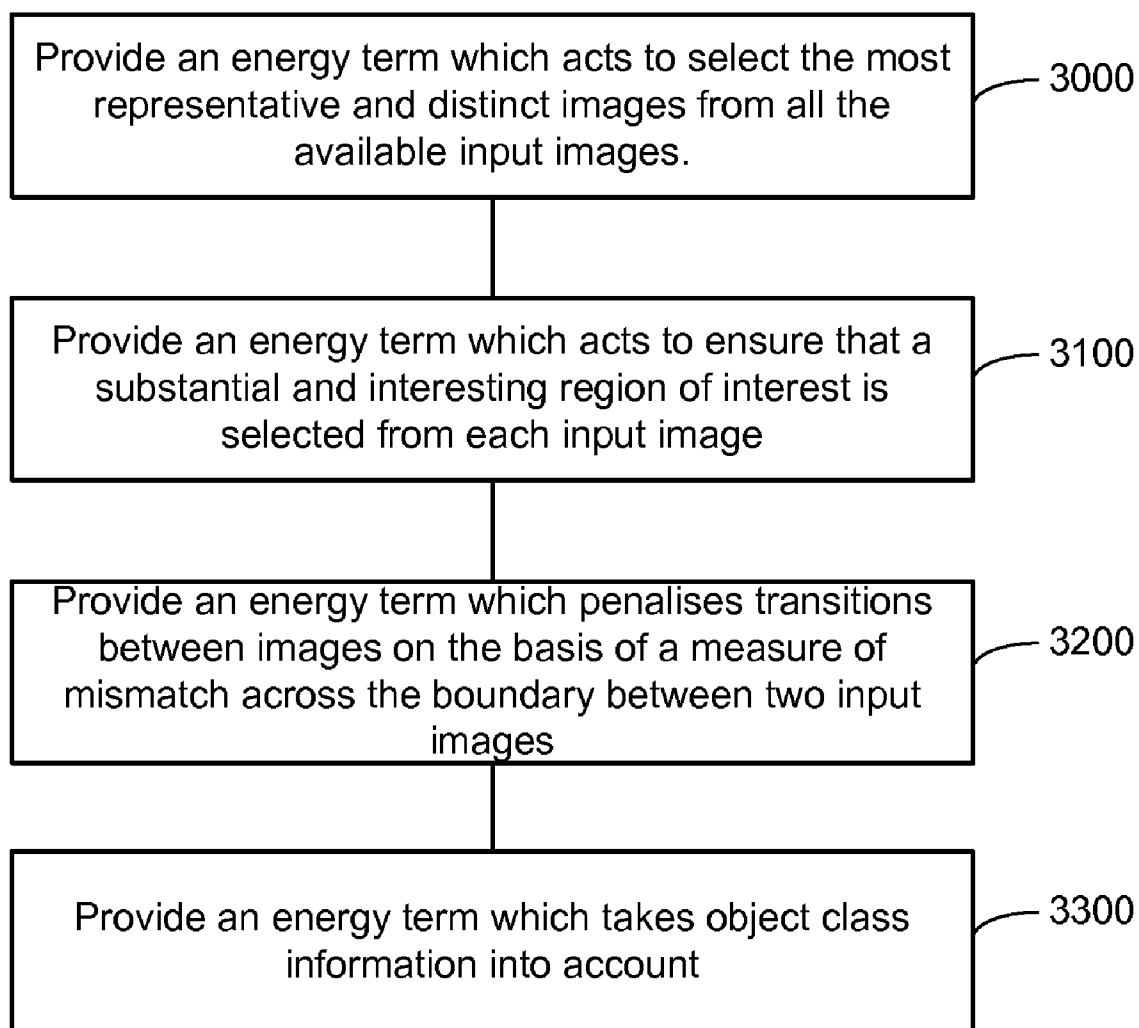 Provide an energy term which acts to select the most
representative and distinct images from all the
available input images.
3000
Provide an energy term which acts to ensure that a
substantial and interesting region of interest is
selected from each input image
3100
Provide an energy term which penalises transitions
between images on the basis of a measure of
mismatch across the boundary between two input
images
3200
Provide an energy term which takes object class
information into account
3300